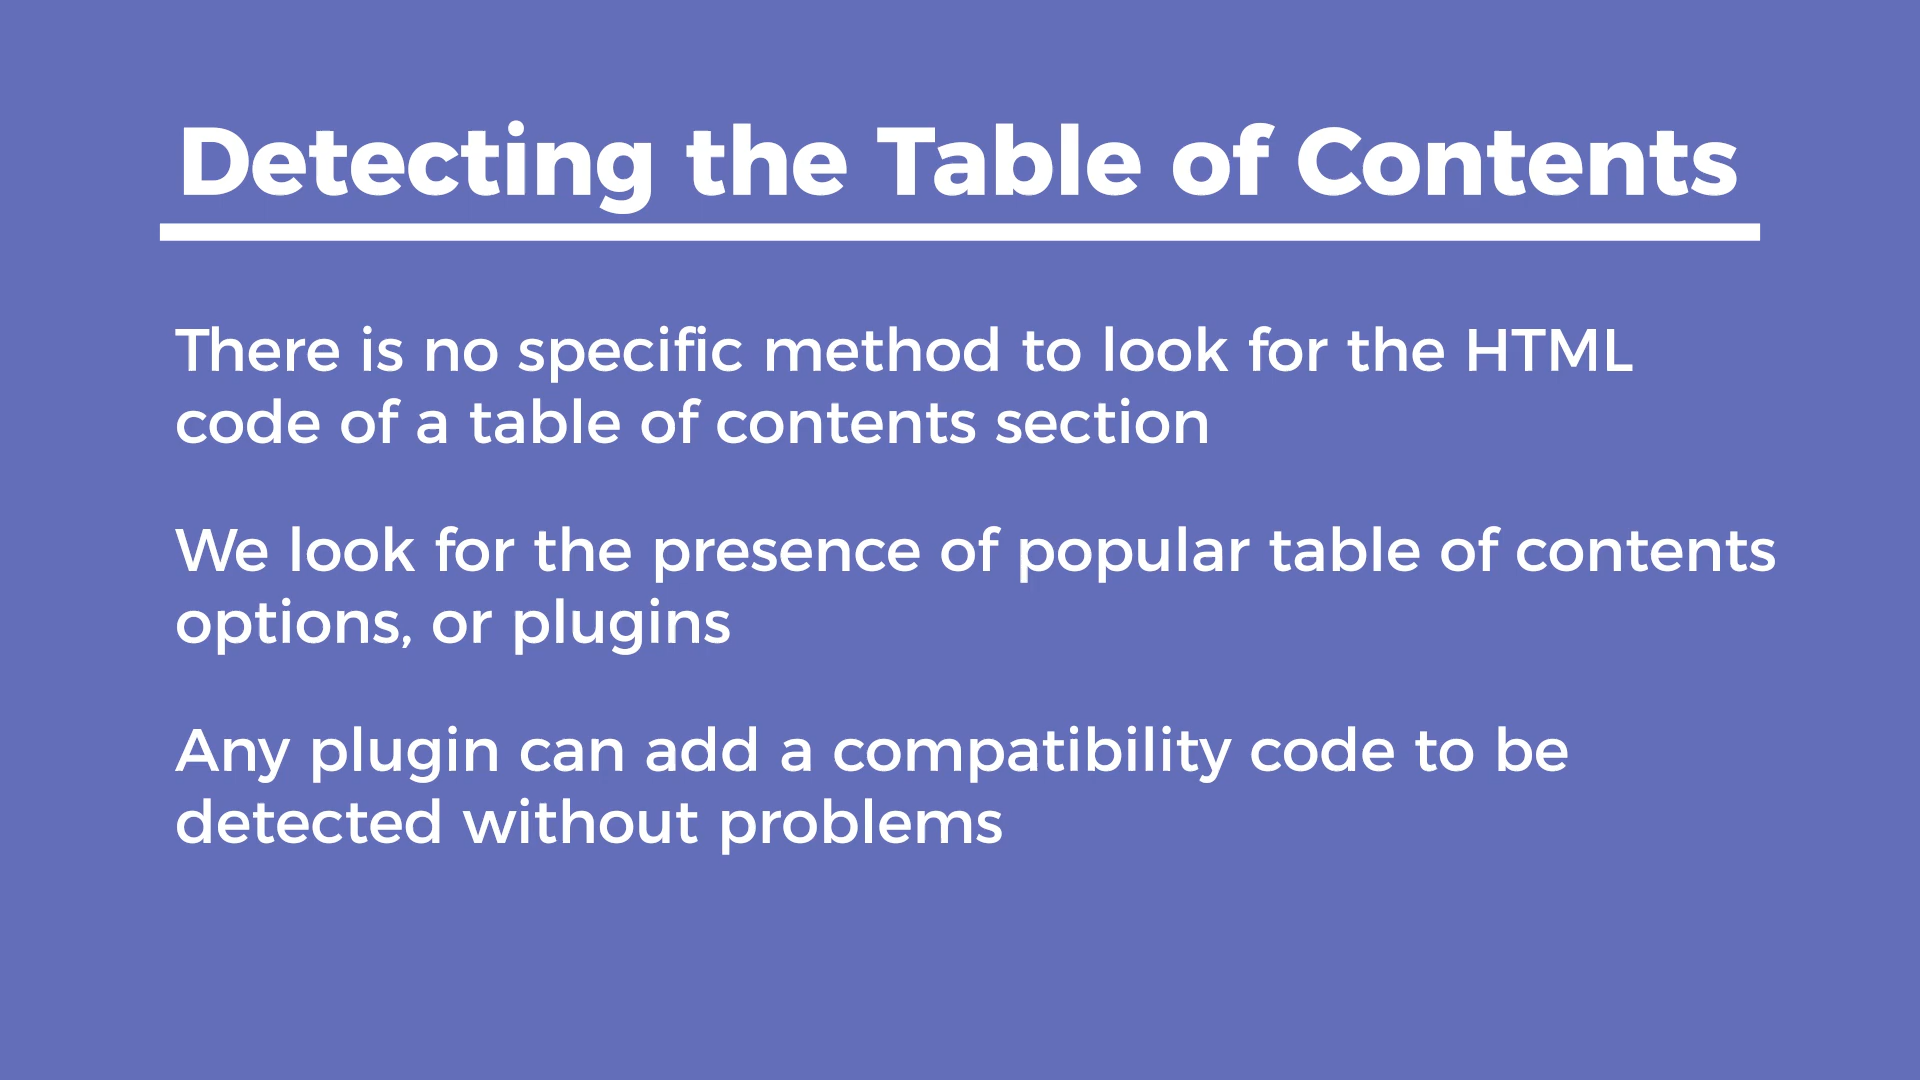 Detecting the Table of Contents
There is no specific method to look for the HTML
code of a table of contents section
We look for the presence of popular table of contents
options, or plugins
Any plugin can add a compatibility code to be
detected without problems